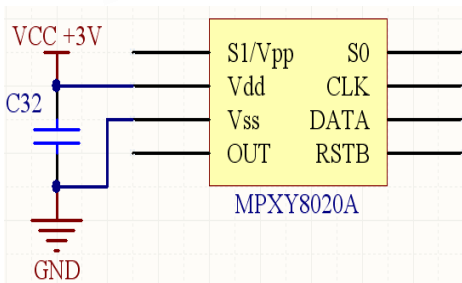 VCC +3V
S1/Vpp S0
Vdd CLK
C32
Vss DATA
OUT RSTB
MPXY8020A
GND